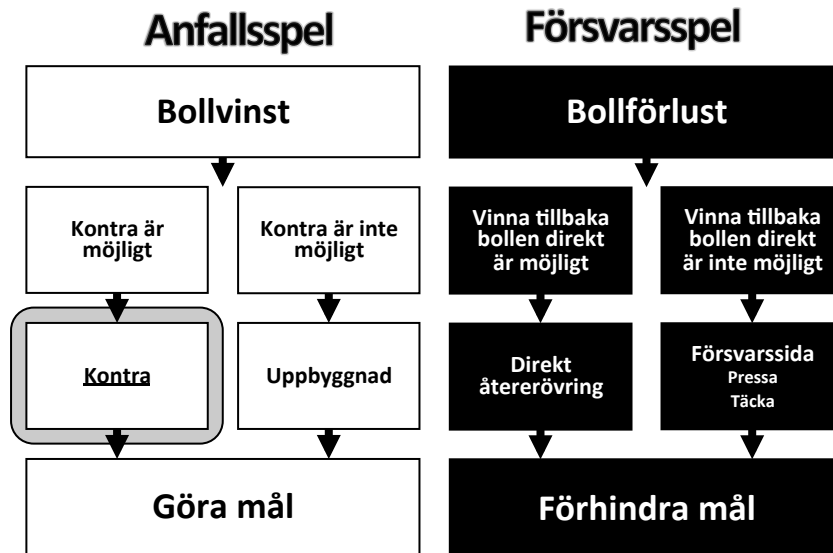 Anfallsspel
Försvarsspel
Bollvinst
Bollförlust
Kontra är
möjligt
Kontra är inte
möjligt
Vinna tillbaka
bollen direkt
är möjligt
Vinna tillbaka
bollen direkt
är inte möjligt
Kontra
Uppbyggnad
Direkt
återerövring
Försvarssida
Pressa
Täcka
Göra mål
Förhindra mål